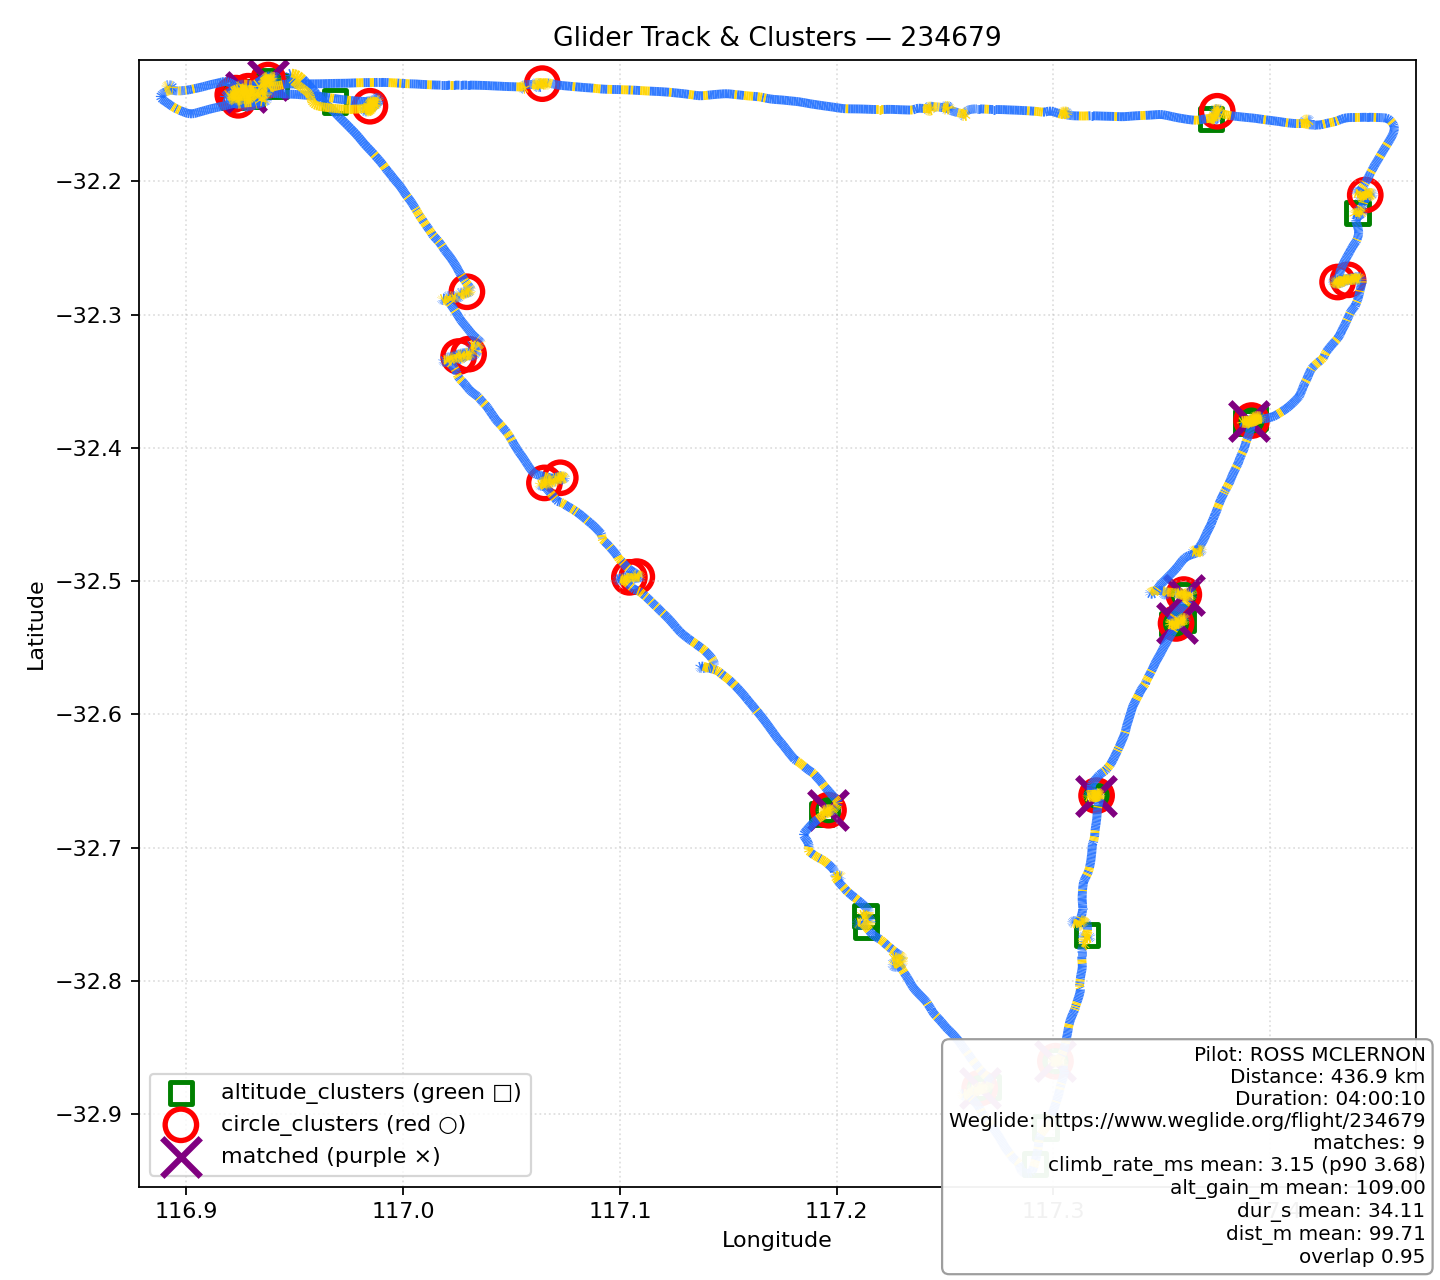 Glider Track & Clusters — 234679
Latitude
−32.2
−32.3
−32.4
−32.5
−32.6
−32.7
−32.8
−32.9
altitude_clusters (green □)
circle_clusters (red ○)
matched (purple ×)
Pilot: ROSS MCLERNON
Distance: 436.9 km
Duration: 04:00:10
Weglide: https://www.weglide.org/flight/234679
matches: 9
climb_rate_ms mean: 3.15 (p90 3.68)
alt_gain_m mean: 109.00
dur_s mean: 34.11
dist_m mean: 99.71
overlap 0.95
116.9 117.0 117.1 117.2 117.3
Longitude